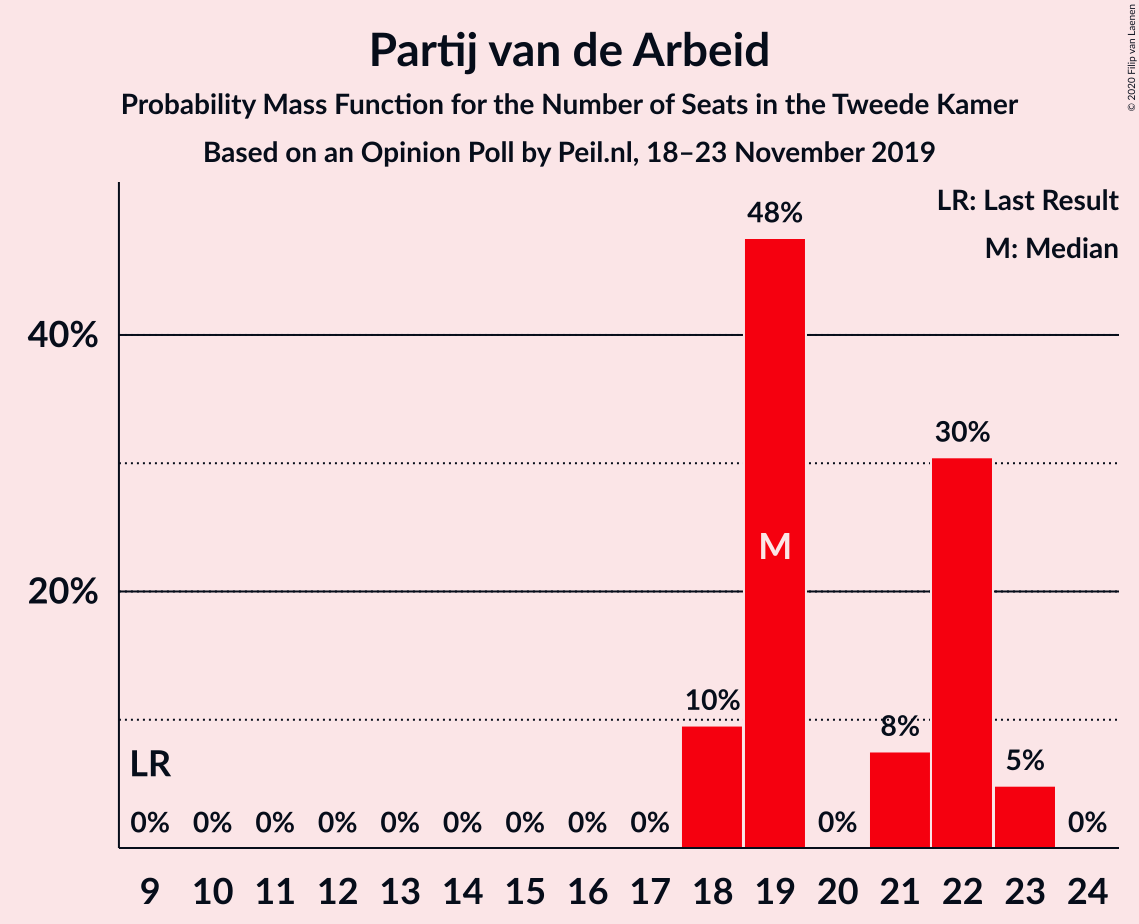 Partij van de Arbeid
Probability Mass Function for the Number of Seats in the Tweede Kamer
Based on an Opinion Poll by Peil.nl, 18–23 November 2019
© 2020 Filip van Laenen
LR: Last Result
M: Median
48%
40%
30%
M
20%
10%
8%
LR
5%
0% 0% 0% 0% 0% 0% 0% 0% 0% 0% 0%
9 10 11 12 13 14 15 16 17 18 19 20 21 22 23 24